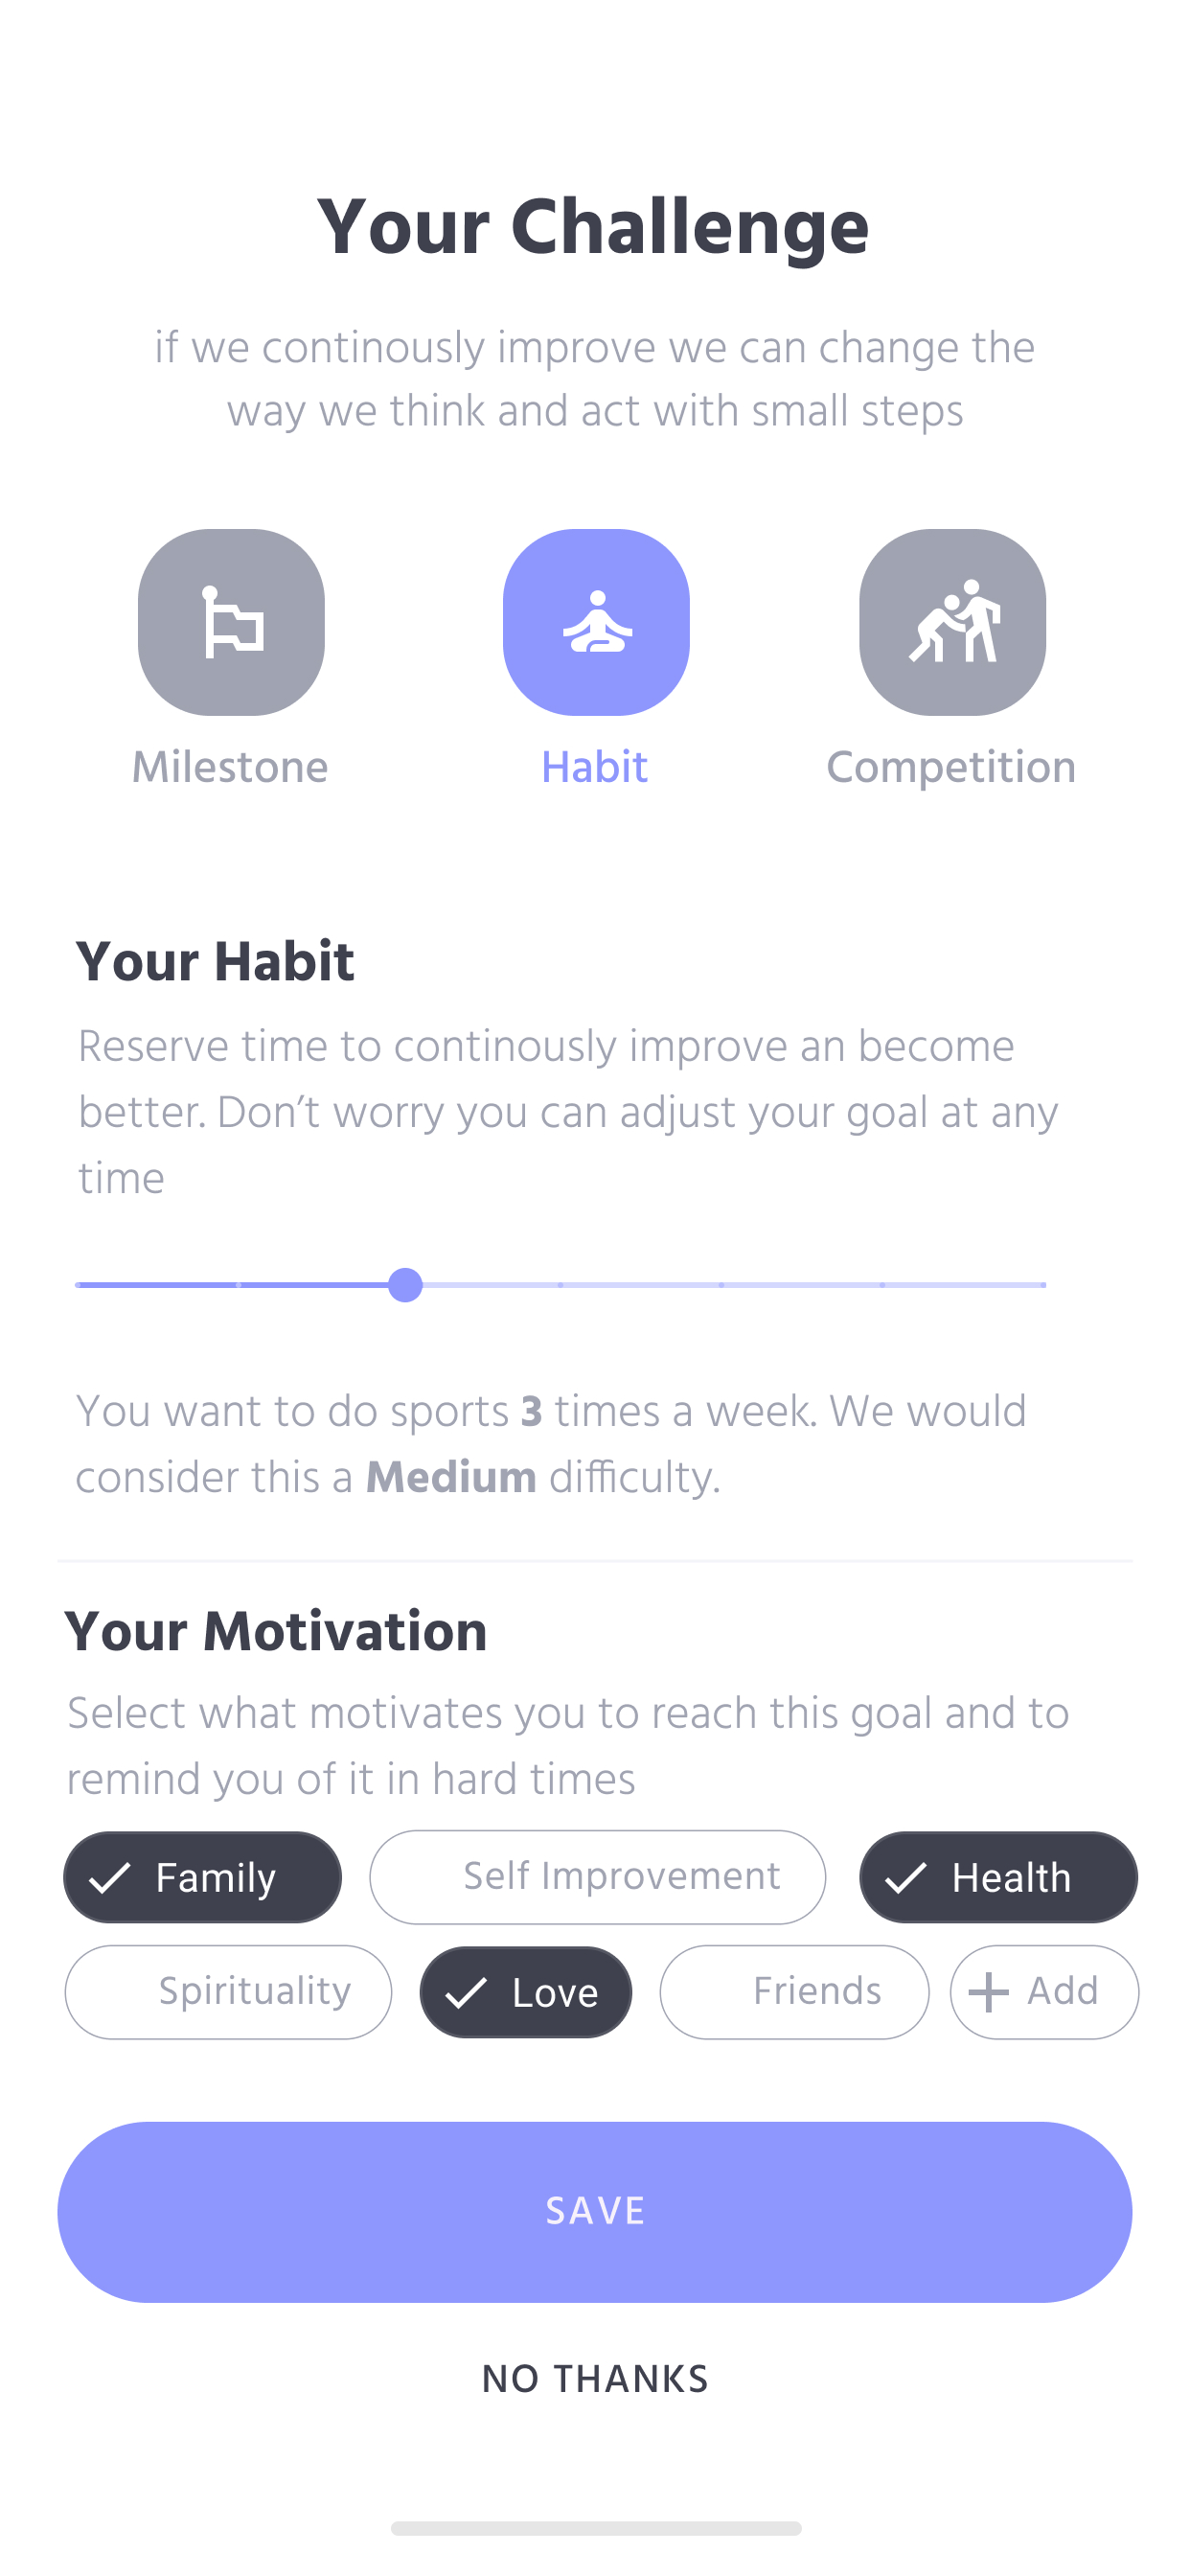 Your Challenge
if we continously improve we can change the
way we think and act with small steps
Milestone
Habit
Competition
Your Habit
Reserve time to continously improve an become
better. Don’t worry you can adjust your goal at any
time
You want to do sports 3 times a week. We would
consider this a Medium difficulty.
Your Motivation
Select what motivates you to reach this goal and to
remind you of it in hard times
Family
Self Improvement
Health
Spirituality
Love
Friends
Add
SAVE
NO THANKS